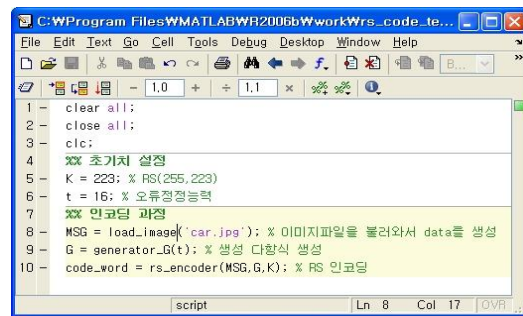 C:₩Program Files₩MATLAB₩R2006b₩work₩rs_code_te...
File Edit Text Go Cell Tools Debug Desktop Window Help
B...
− 1.0 + ÷ 1.1 ×
1 − clear all;
2 − close all;
3 − clc;
4 %% 초기치 설정
5 − K = 223; % RS(255,223)
6 − t = 16; % 오류정정능력
7 %% 인코딩 과정
8 − MSG = load_image('car.jpg'); % 이미지파일을 불러와서 data를 생성
9 − G = generator_G(t); % 생성 다항식 생성
10 − code_word = rs_encoder(MSG,G,K); % RS 인코딩
script Ln 8 Col 17 OVR